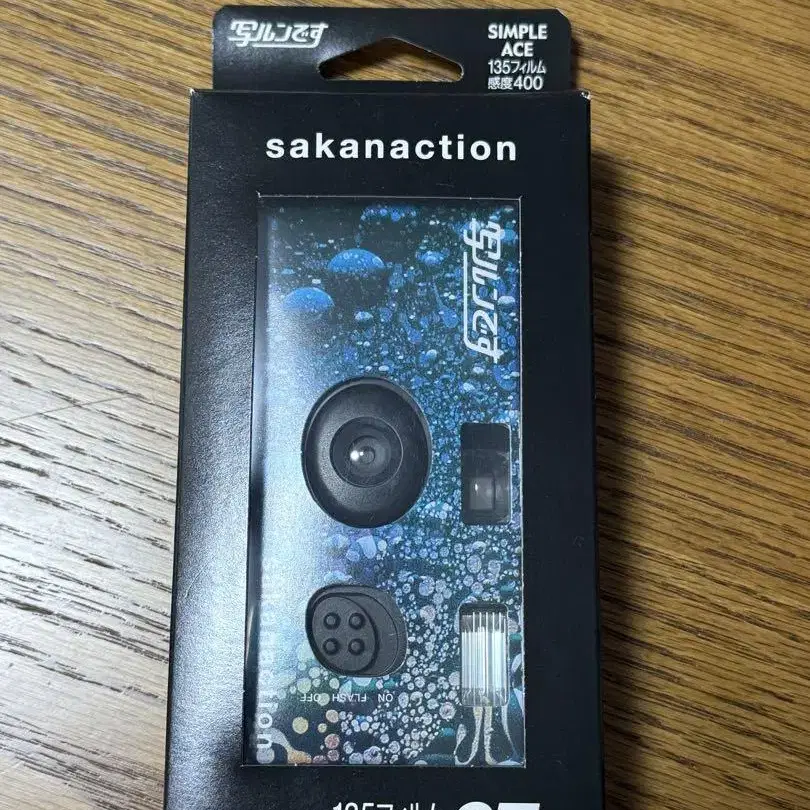 写ルンです
SIMPLE
ACE
135フィルム
感度400
sakanaction
写ルンです
sakanaction
ON FLASH OFF
135フィルム